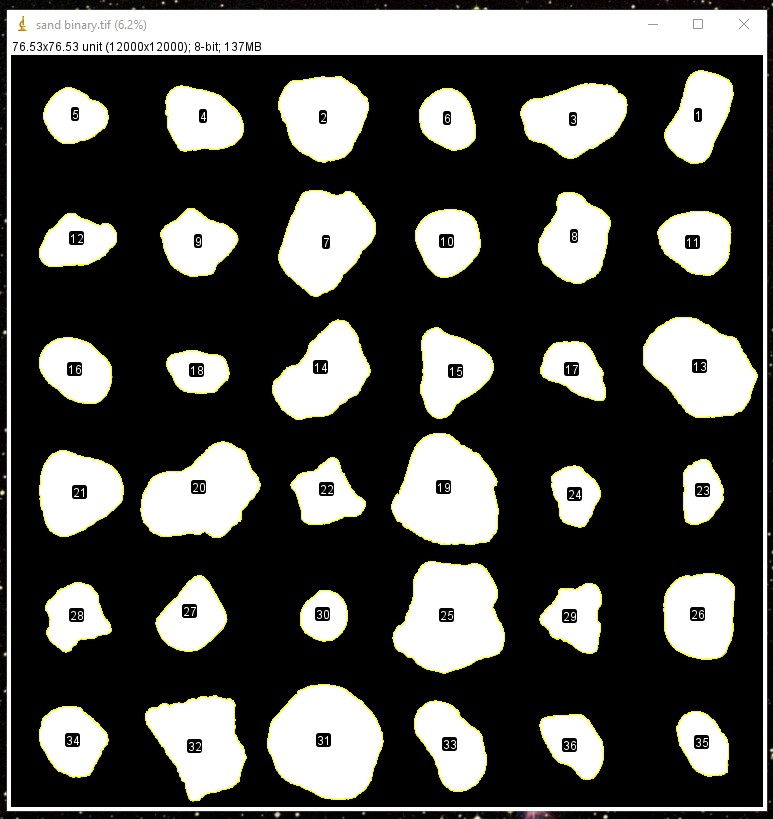 sand binary.tif (6.2%)
76.53x76.53 unit (12000x12000); 8-bit; 137MB
5 4 2 6 3 1
12 9 7 10 8 11
16 18 14 15 17 13
21 20 22 19 24 23
28 27 30 25 29 26
34 32 31 33 36 35